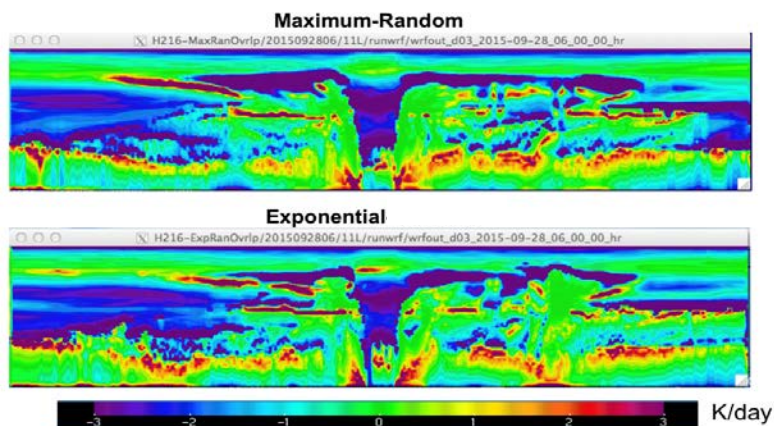 Maximum-Random
H216-MaxRanOvrlp/2015092806/11L/runwrf/wrfout_d03_2015-09-28_06_00_00_hr
Exponential
H216-ExpRanOvrlp/2015092806/11L/runwrf/wrfout_d03_2015-09-28_06_00_00_hr
-3 -2 -1 0 1 2 3 K/day